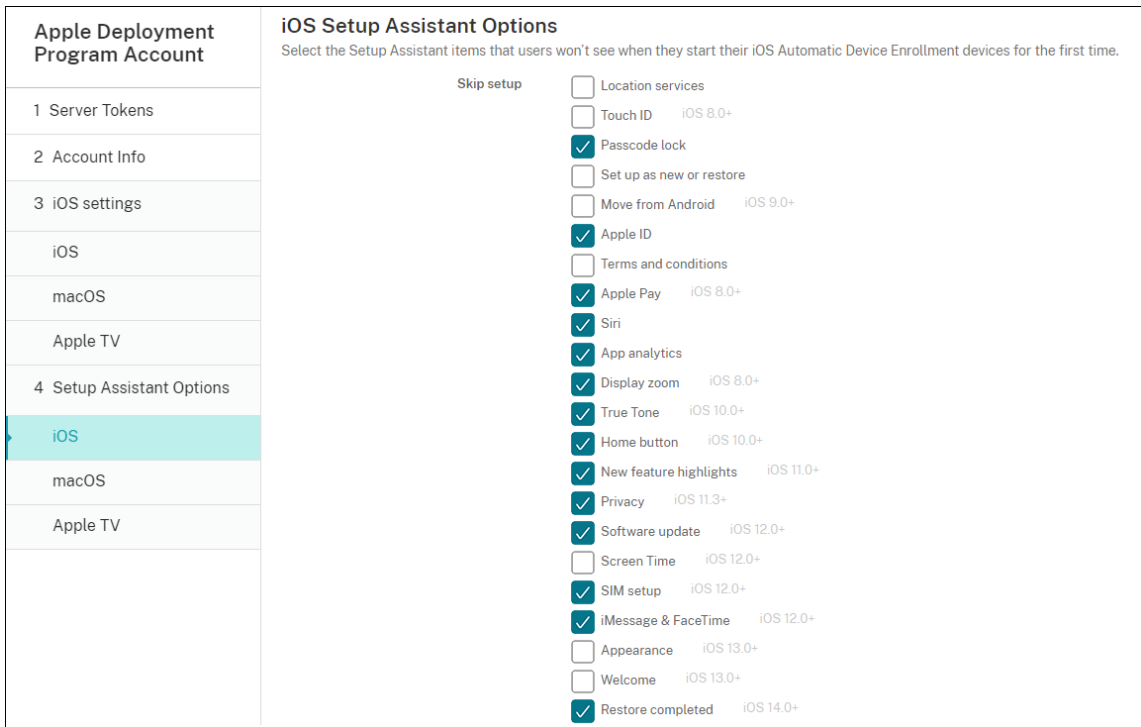 Apple Deployment
Program Account
1 Server Tokens
2 Account Info
3 iOS settings
iOS
macOS
Apple TV
4 Setup Assistant Options
iOS
macOS
Apple TV
iOS Setup Assistant Options
Select the Setup Assistant items that users won't see when they start their iOS Automatic Device Enrollment devices for the first time.
Skip setup
Location services
Touch ID iOS 8.0+
Passcode lock
Set up as new or restore
Move from Android iOS 9.0+
Apple ID
Terms and conditions
Apple Pay iOS 8.0+
Siri
App analytics
Display zoom iOS 8.0+
True Tone iOS 10.0+
Home button iOS 10.0+
New feature highlights iOS 11.0+
Privacy iOS 11.3+
Software update iOS 12.0+
Screen Time iOS 12.0+
SIM setup iOS 12.0+
iMessage & FaceTime iOS 12.0+
Appearance iOS 13.0+
Welcome iOS 13.0+
Restore completed iOS 14.0+